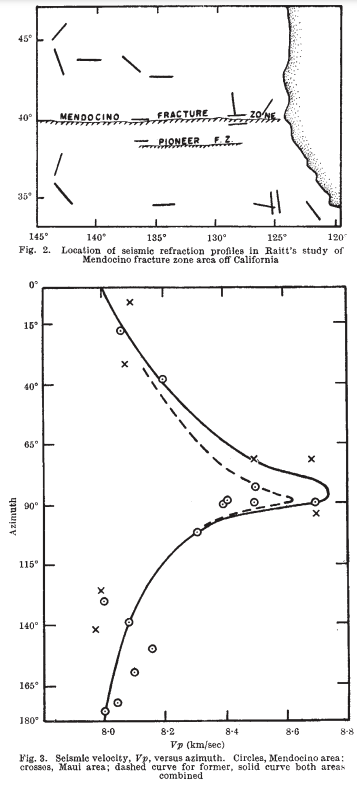 45°
40°
35°
MENDOCINO FRACTURE ZONE
PIONEER F. Z.
145° 140° 135° 130° 125° 120°
Fig. 2. Location of seismic refraction profiles in Raitt's study of
Mendocino fracture zone area off California
0°
15°
40°
65°
90°
115°
140°
165°
180°
Azimuth
8·0 8·2 8·4 8·6 8·8
Vp (km/sec)
Fig. 3. Seismic velocity, Vp, versus azimuth. Circles, Mendocino area;
crosses, Maui area; dashed curve for former, solid curve both areas
combined